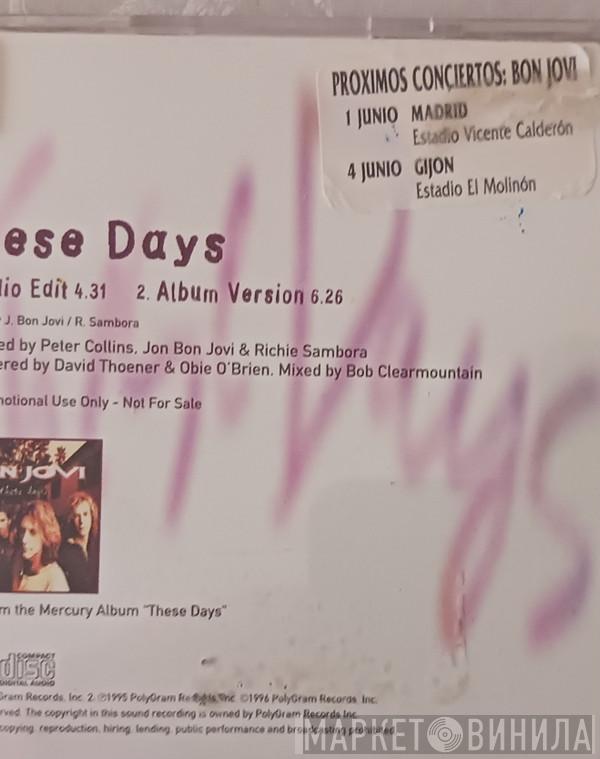 PROXIMOS CONCIERTOS: BON JOVI
1 JUNIO MADRID
Estadio Vicente Calderón
4 JUNIO GIJON
Estadio El Molinón
ese Days
dio Edit 4.31 2. Album Version 6.26
J. Bon Jovi / R. Sambora
ed by Peter Collins, Jon Bon Jovi & Richie Sambora
ered by David Thoener & Obie O'Brien. Mixed by Bob Clearmountain
notional Use Only - Not For Sale
N JOVI
these days
m the Mercury Album "These Days"
COMPACT
disc
DIGITAL AUDIO
Gram Records, Inc. 2. ℗1995 PolyGram Records, Inc. ©1996 PolyGram Records, Inc.
rved. The copyright in this sound recording is owned by PolyGram Records Inc.
copying, reproduction, hiring, lending, public performance and broadcasting prohibited.
МАРКЕТ ВИНИЛА